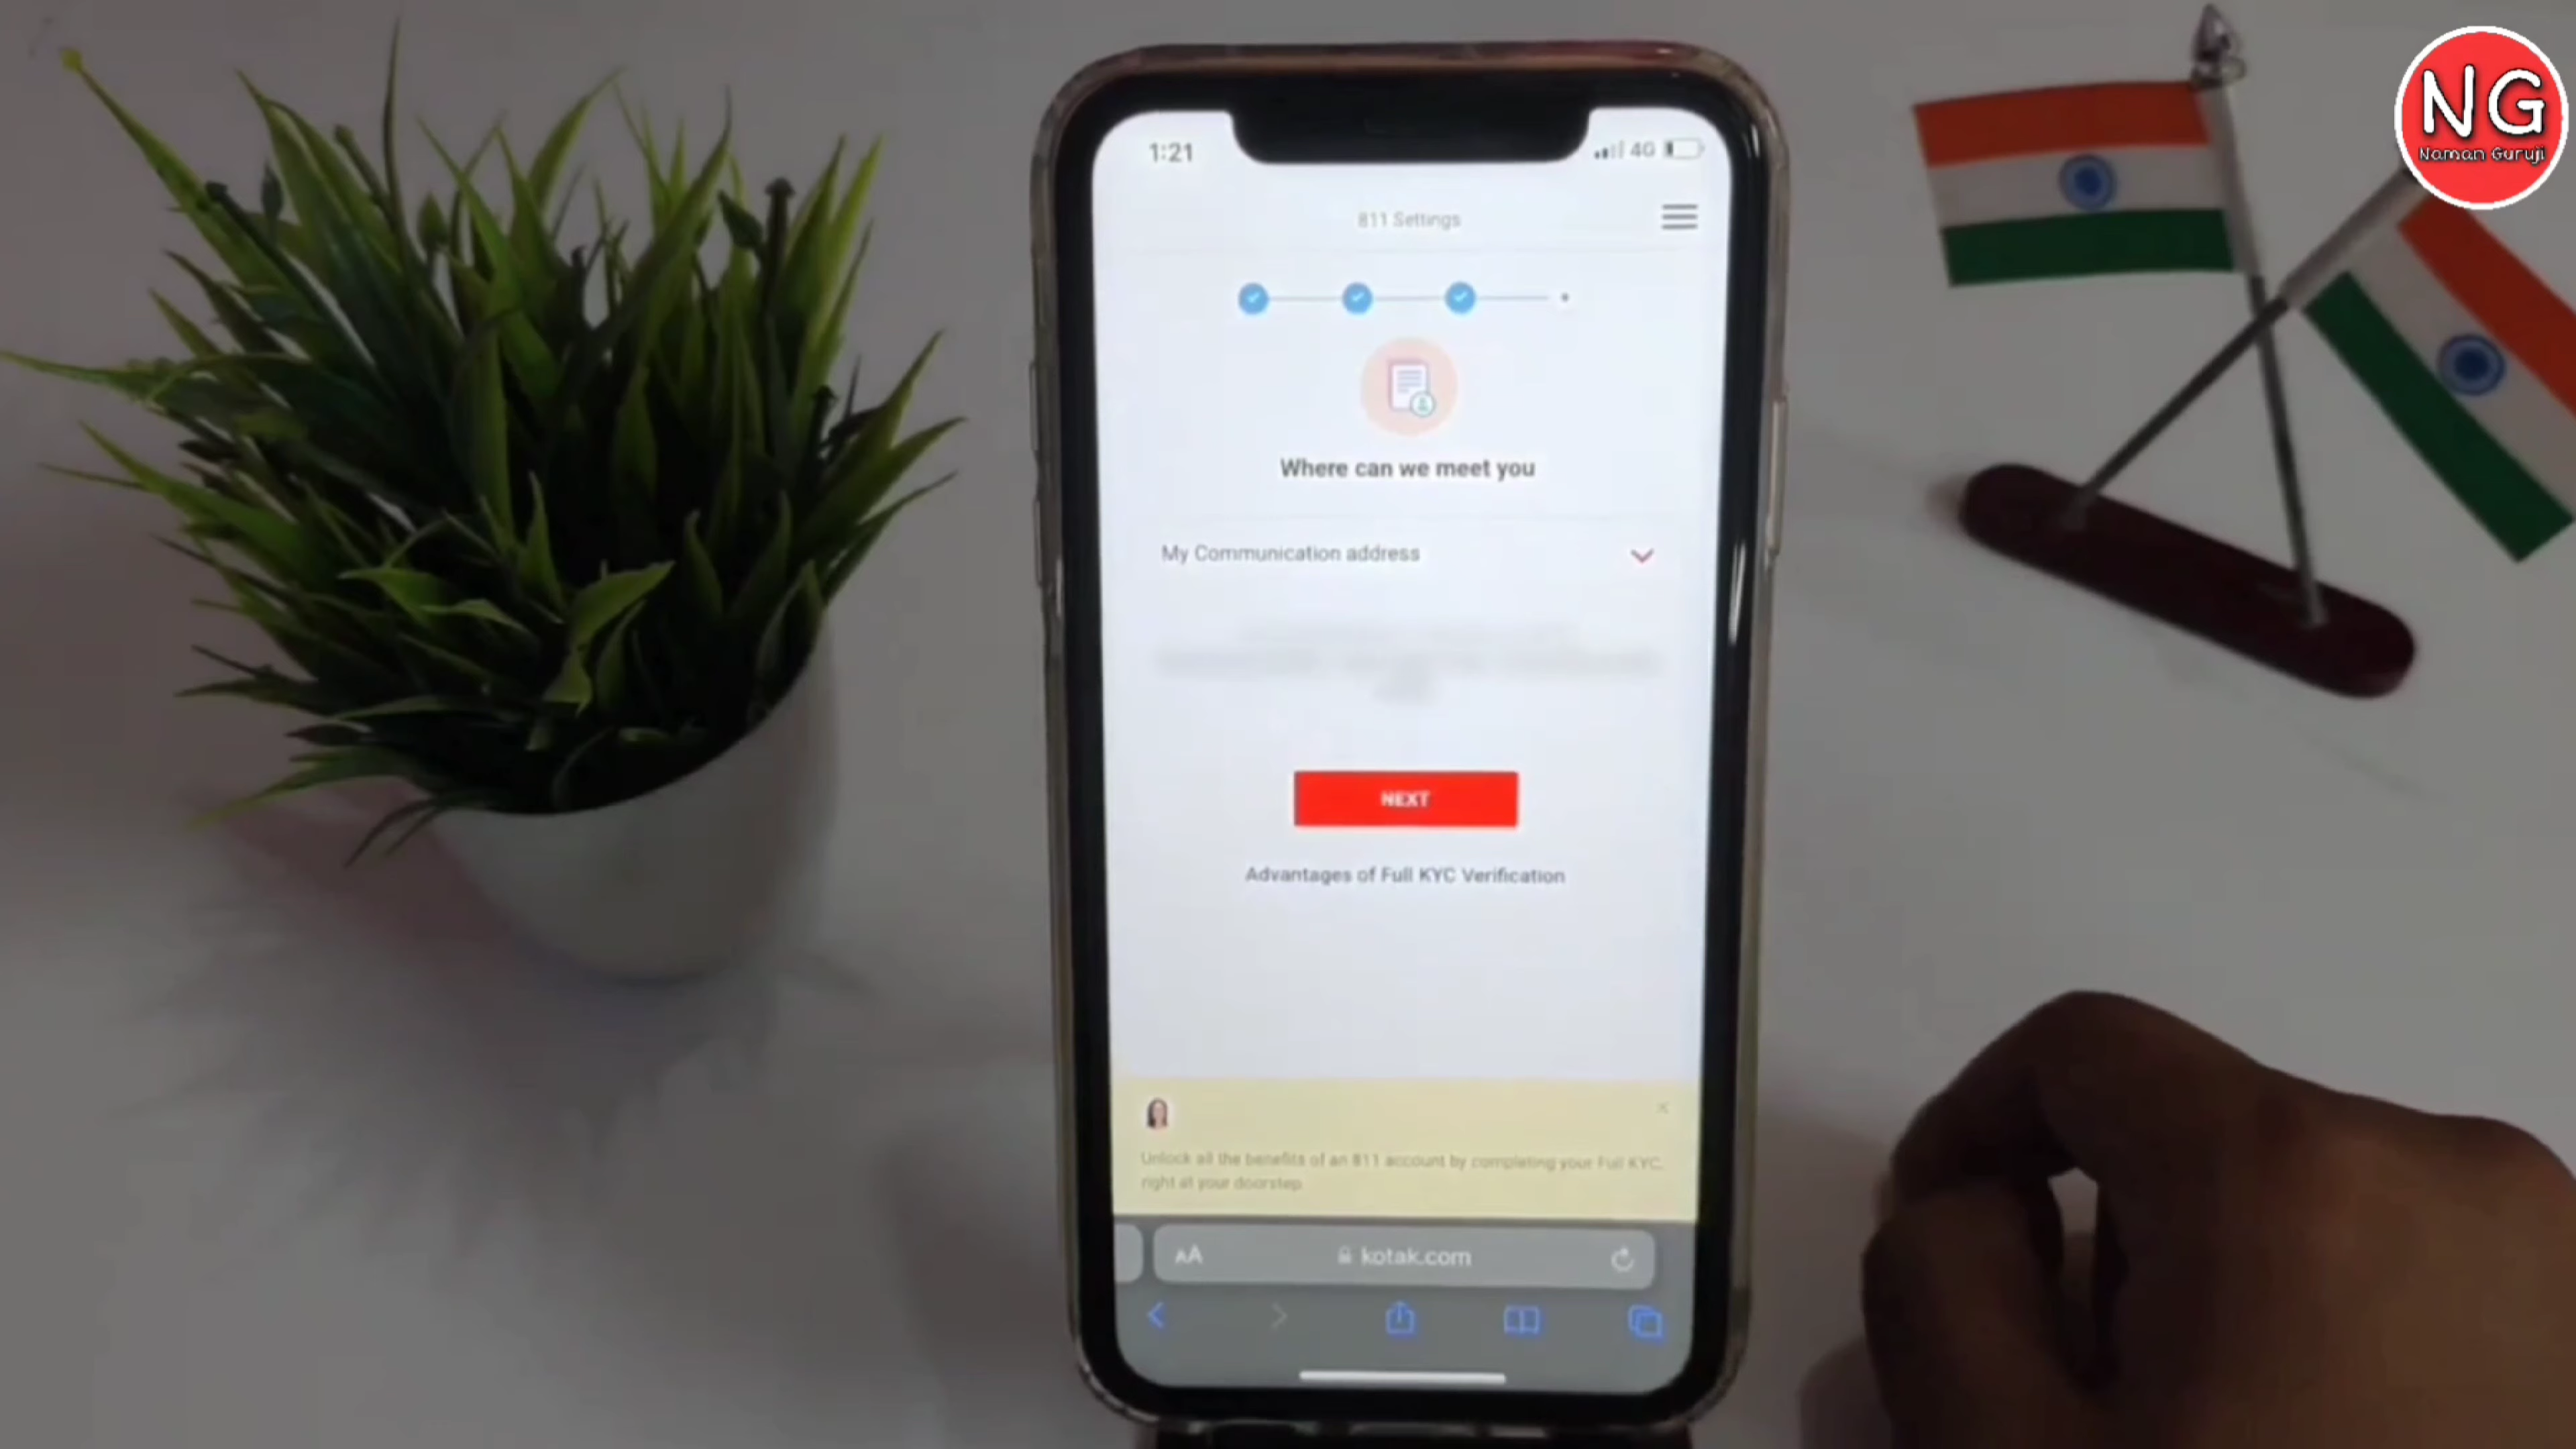 NG
Naman Guruji
1:21
4G
811 Settings
Where can we meet you
My Communication address
NEXT
Advantages of Full KYC Verification
Unlock all the benefits of an 811 account by completing your Full KYC,
right at your doorstep
AA
kotak.com